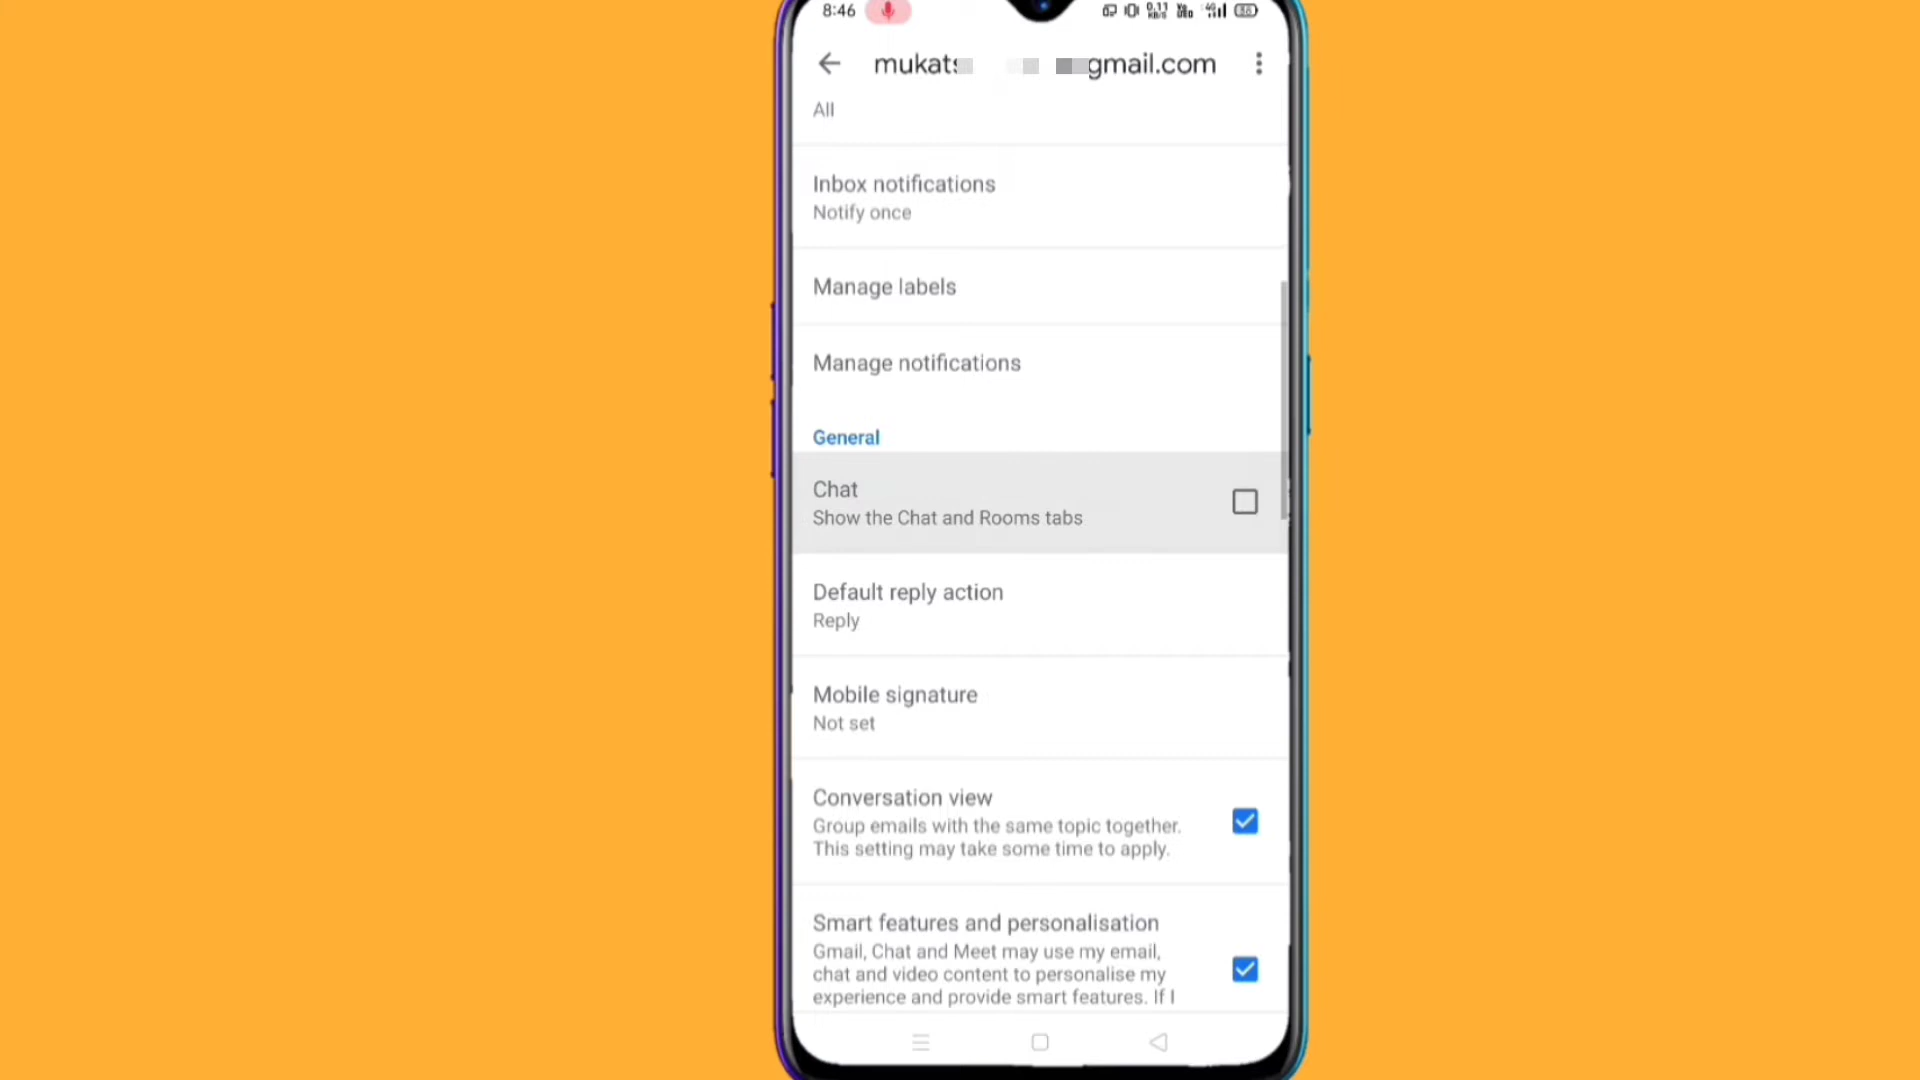 8:46
gmail.com
All
Inbox notifications
Notify once
Manage labels
Manage notifications
General
Chat
Show the Chat and Rooms tabs
Default reply action
Reply
Mobile signature
Not set
Conversation view
Group emails with the same topic together.
This setting may take some time to apply.
Smart features and personalisation
Gmail, Chat and Meet may use my email,
chat and video content to personalise my
experience and provide smart features. If I